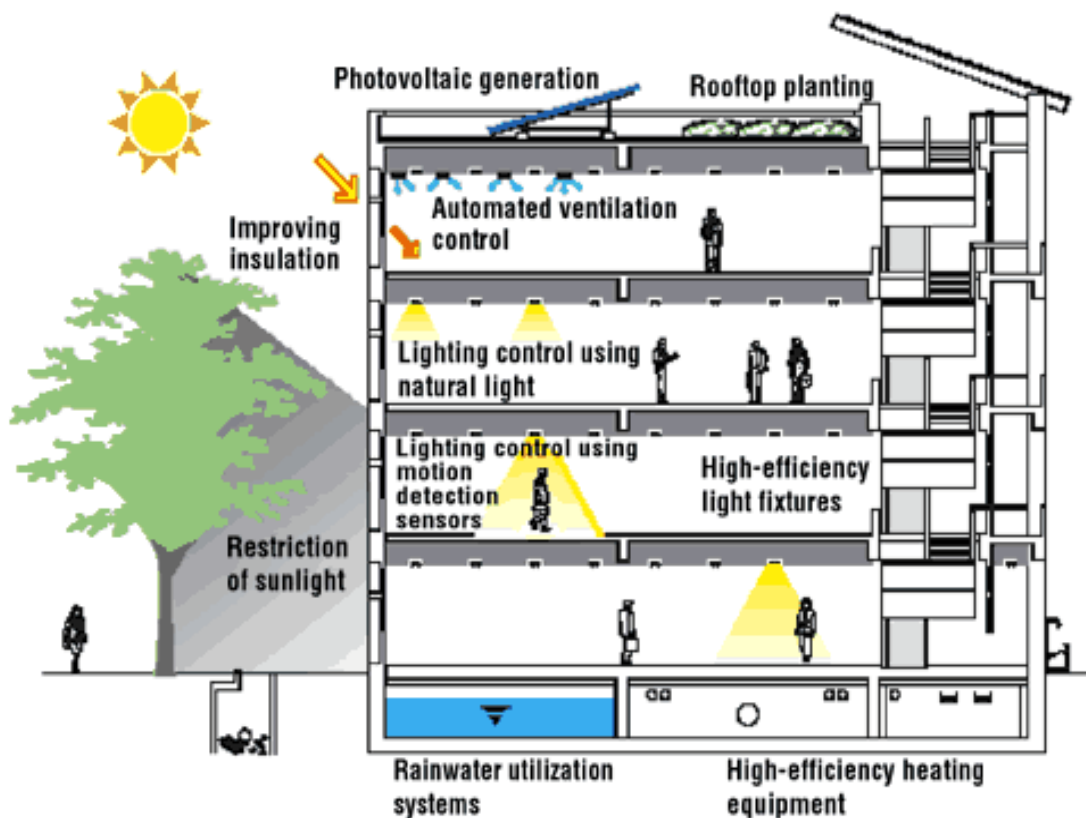 Photovoltaic generation
Rooftop planting
Improving
insulation
Automated ventilation
control
Lighting control using
natural light
Lighting control using
motion
detection
sensors
High-efficiency
light fixtures
Restriction
of sunlight
Rainwater utilization
systems
High-efficiency heating
equipment